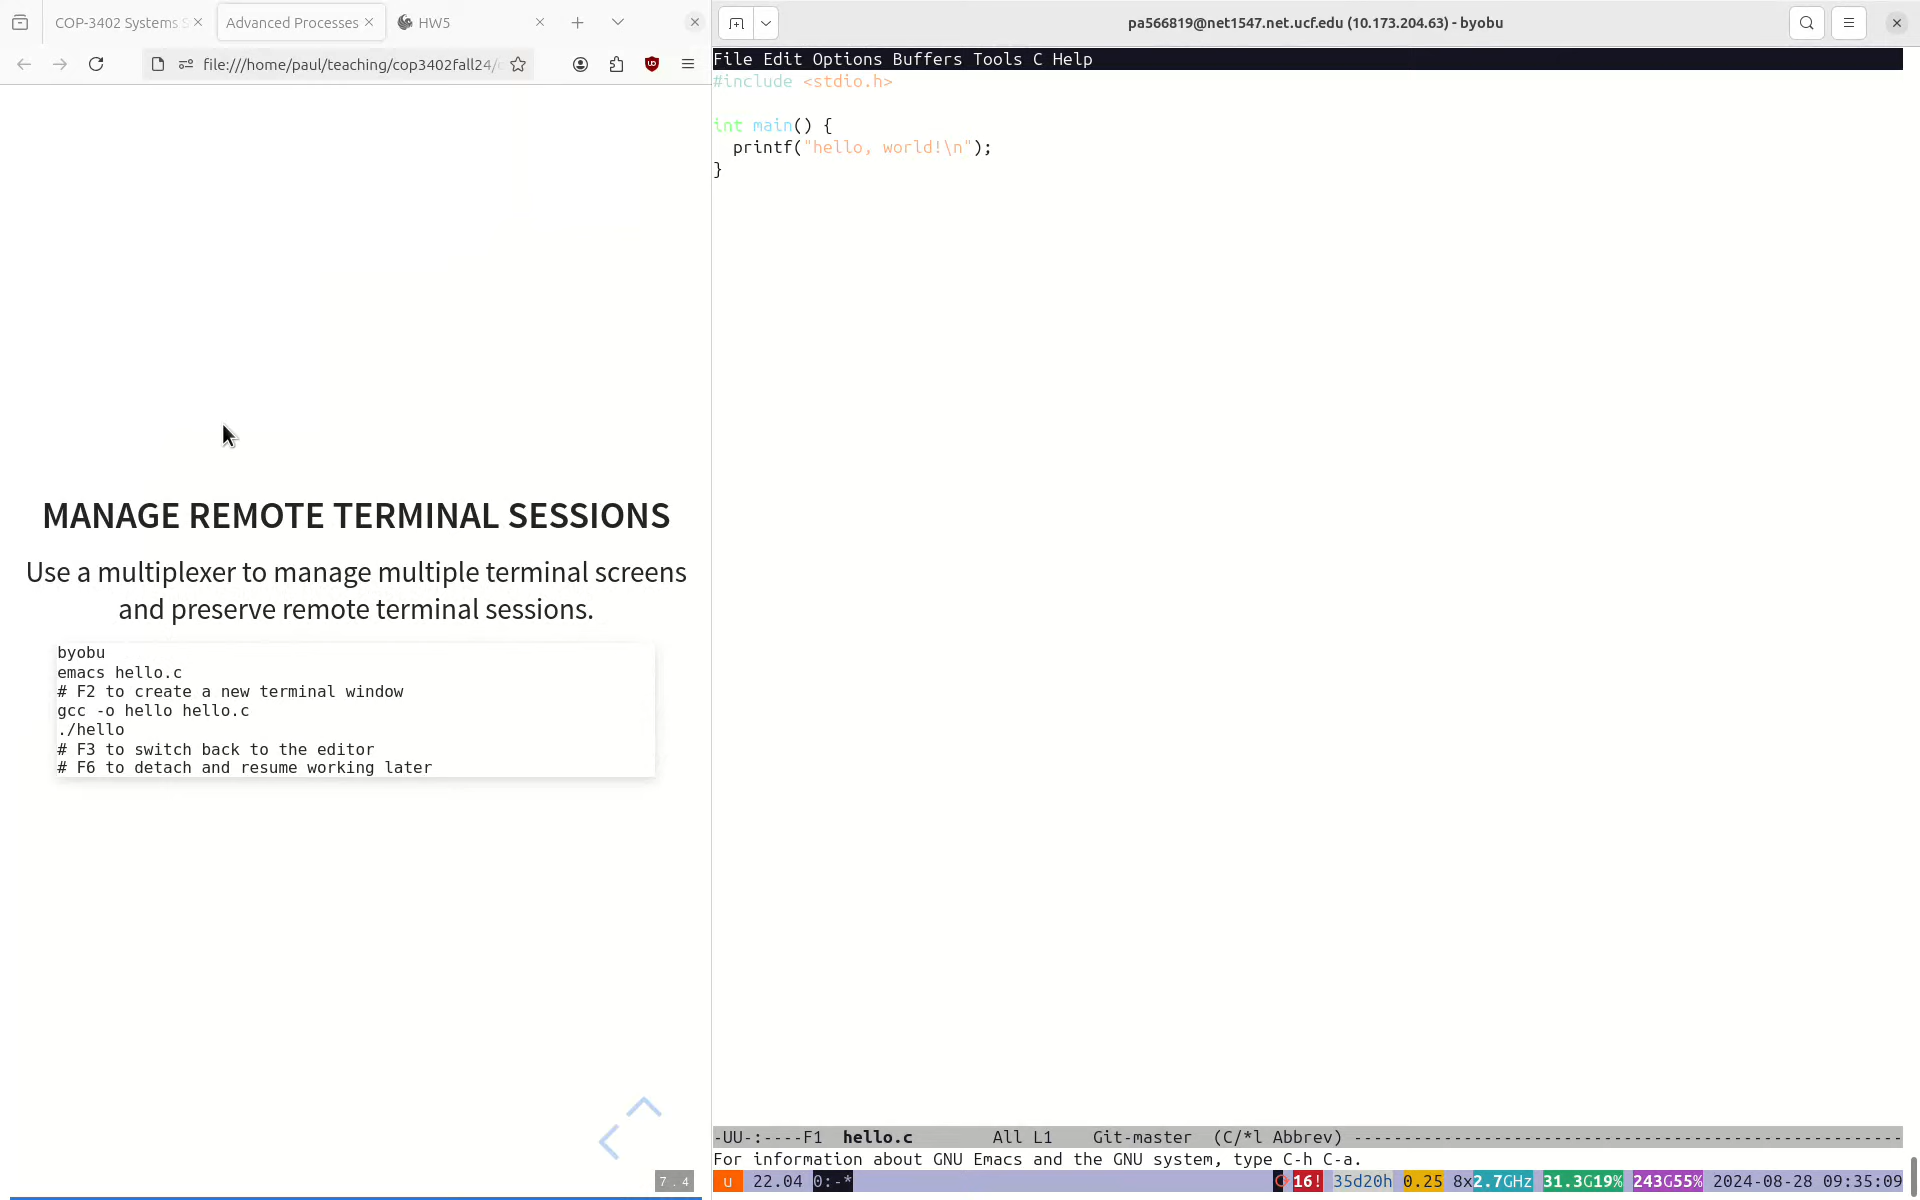 COP-3402 Systems S
Advanced Processes
HW5
file:///home/paul/teaching/cop3402fall24/
MANAGE REMOTE TERMINAL SESSIONS
Use a multiplexer to manage multiple terminal screens
and preserve remote terminal sessions.
byobu
emacs hello.c
# F2 to create a new terminal window
gcc -o hello hello.c
./hello
# F3 to switch back to the editor
# F6 to detach and resume working later
7.4
pa566819@net1547.net.ucf.edu (10.173.204.63) - byobu
File Edit Options Buffers Tools C Help
#include <stdio.h>
int main() {
  printf("hello, world!\n");
}
-UU-:----F1  hello.c        All L1    Git-master  (C/*l Abbrev) -------------------------------------------------------
For information about GNU Emacs and the GNU system, type C-h C-a.
u 22.04 0:-* 16! 35d20h 0.25 8x2.7GHz 31.3G19% 243G55% 2024-08-28 09:35:09